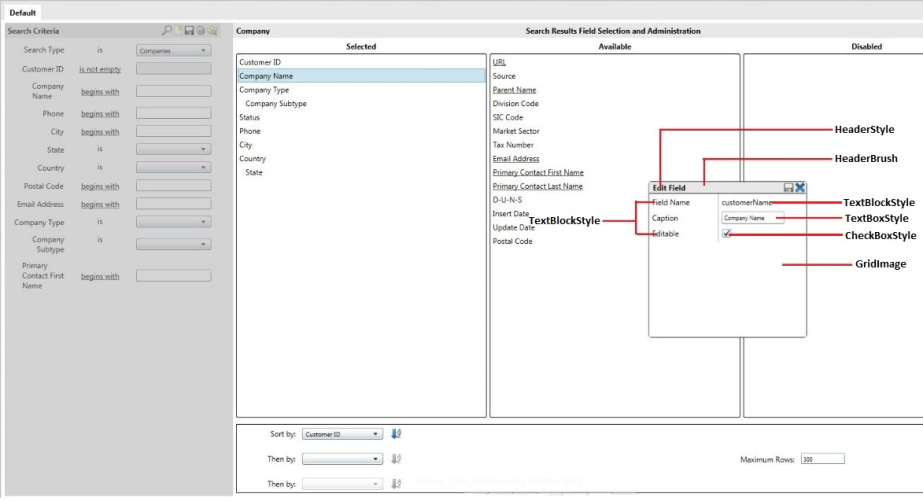 Default
Search Criteria
Search Type is Companies
Customer ID is not empty
Company Name begins with
Phone begins with
City begins with
State is
Country is
Postal Code begins with
Email Address begins with
Company Type is
Company Subtype is
Primary Contact First Name begins with
Company Search Results Field Selection and Administration
Selected Available Disabled
Customer ID
Company Name
Company Type
Company Subtype
Status
Phone
City
Country
State
URL
Source
Parent Name
Division Code
SIC Code
Market Sector
Tax Number
Email Address
Primary Contact First Name
Primary Contact Last Name
D-U-N-S
Insert Date
Update Date
Postal Code
Edit Field
Field Name customerName
Caption Company Name
Editable
HeaderStyle
HeaderBrush
TextBlockStyle
TextBlockStyle
TextBoxStyle
CheckBoxStyle
GridImage
Sort by: Customer ID
Then by:
Then by:
Maximum Rows: 300